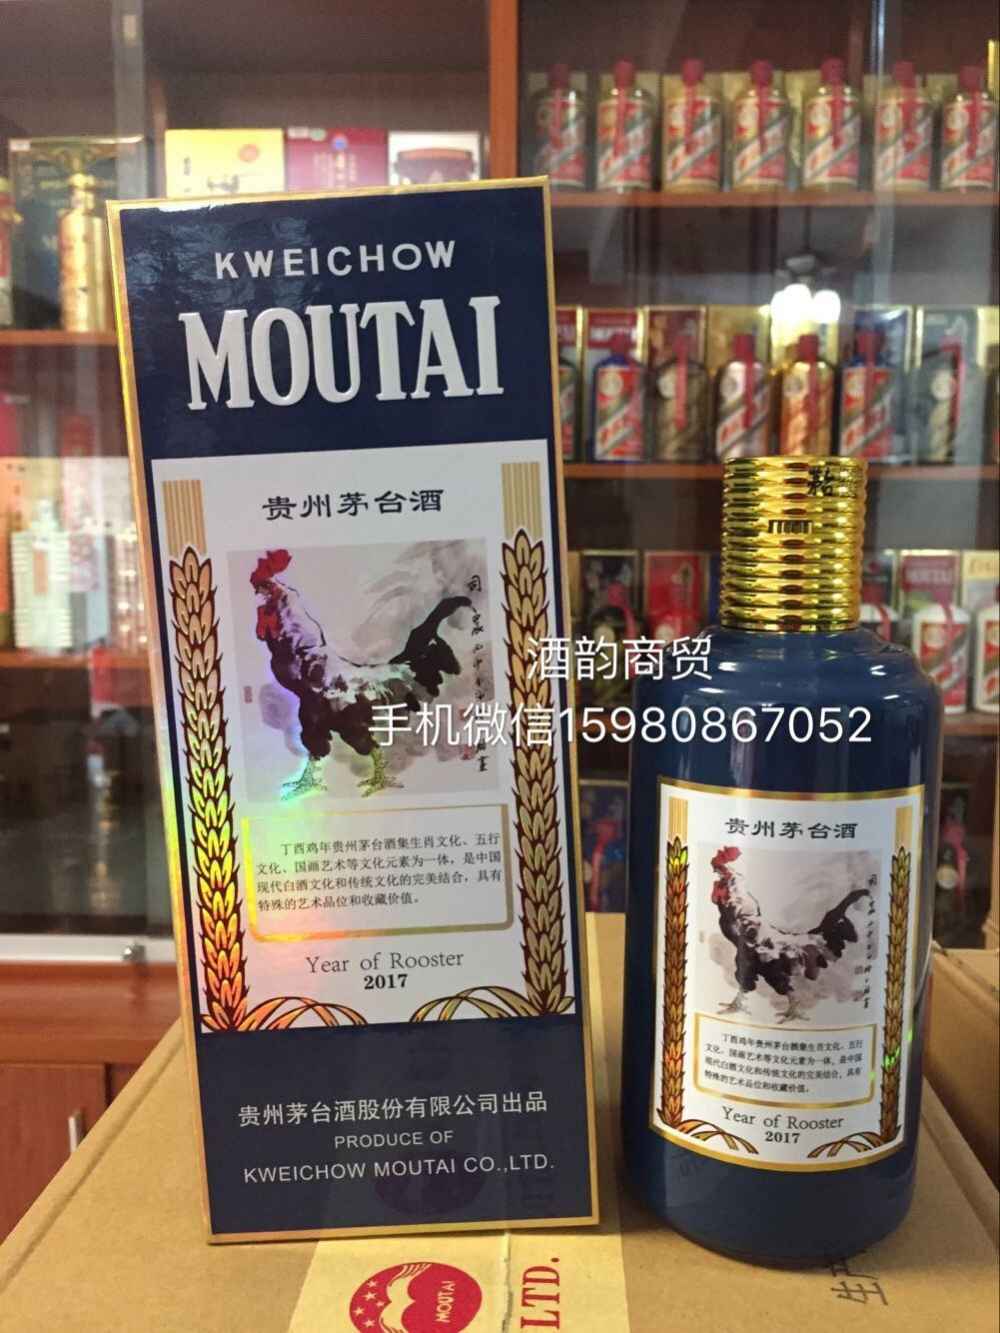 KWEICHOW
MOUTAI
贵州茅台酒
丁酉鸡年贵州茅台酒集生肖文化、五行
文化、国画艺术等文化元素为一体，是中国
现代白酒文化和传统文化的完美结合，具有
特殊的艺术品位和收藏价值。
Year of Rooster
2017
贵州茅台酒股份有限公司出品
PRODUCE OF
KWEICHOW MOUTAI CO.,LTD.
酒韵商贸
手机微信15980867052
贵州茅台酒
丁酉鸡年贵州茅台酒集生肖文化、五行
文化、国画艺术等文化元素为一体，是中国
现代白酒文化和传统文化的完美结合，具有
特殊的艺术品位和收藏价值。
Year of Rooster
2017
MOUTAI
LTD.
MOUTAI